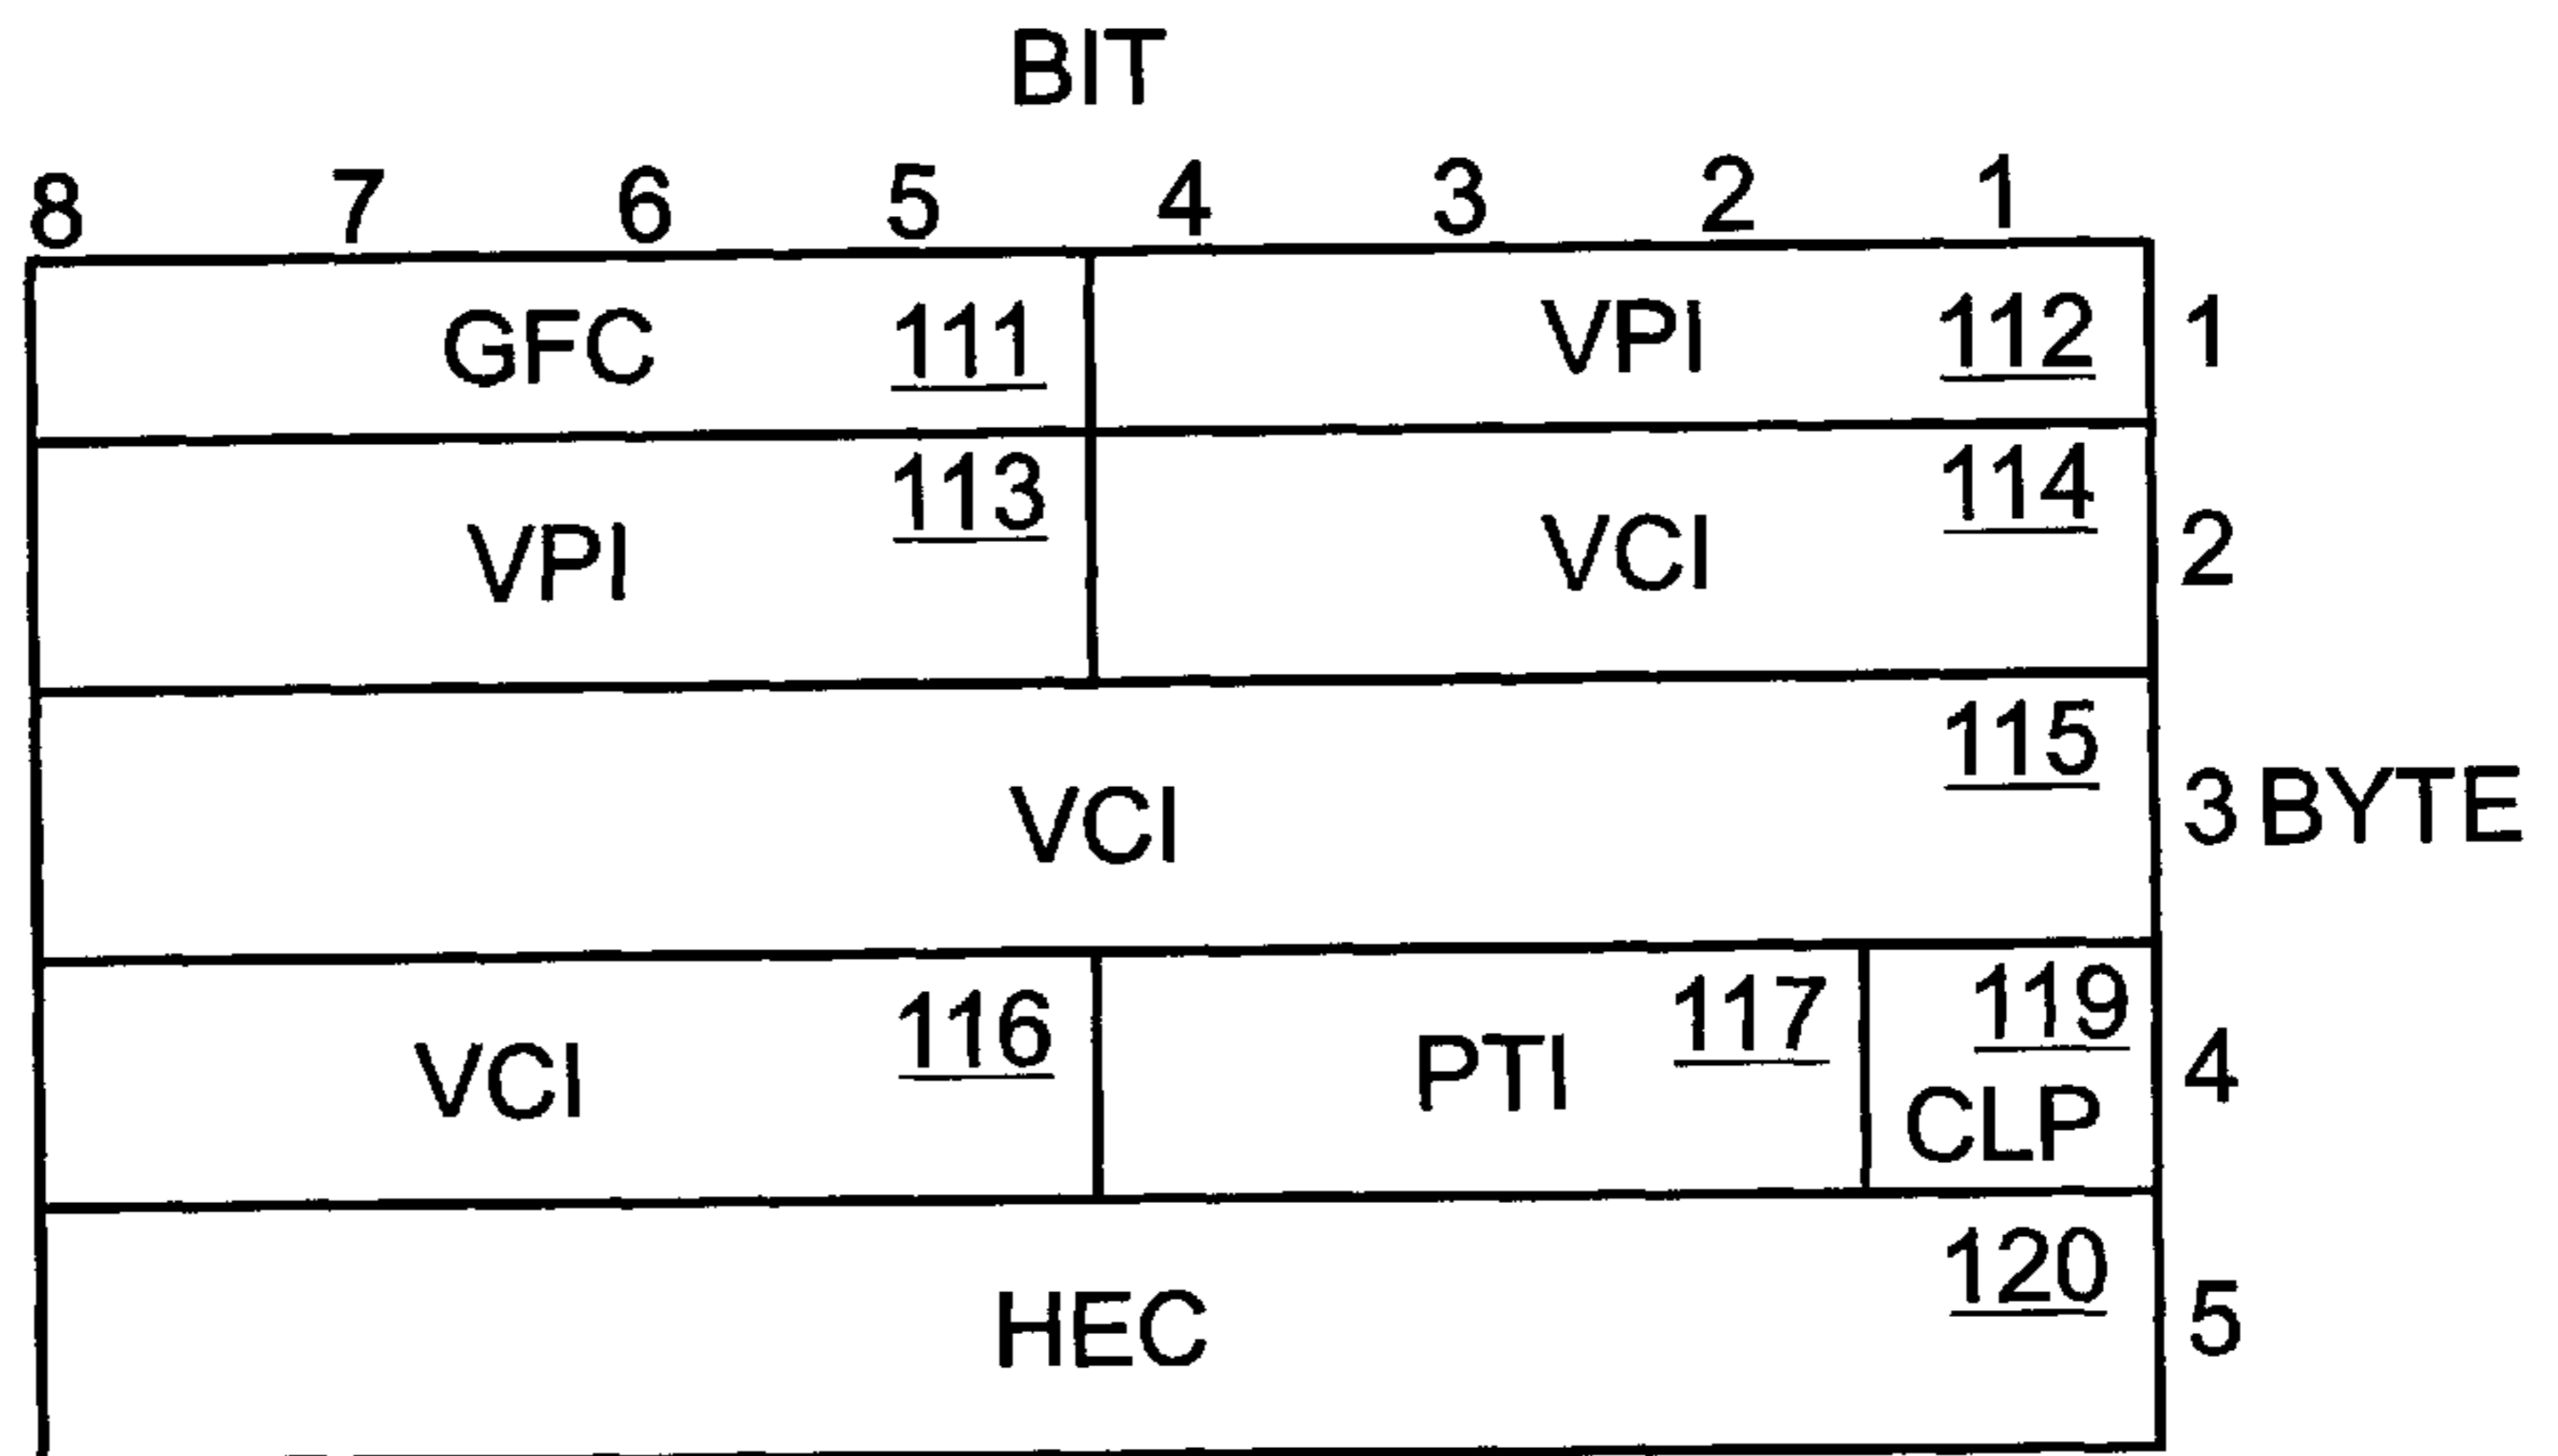 BIT
8 7 6 5 4 3 2 1
GFC 111 VPI 112 1
VPI 113 VCI 114 2
VCI 115 3 BYTE
VCI 116 PTI 117 CLP 119 4
HEC 120 5